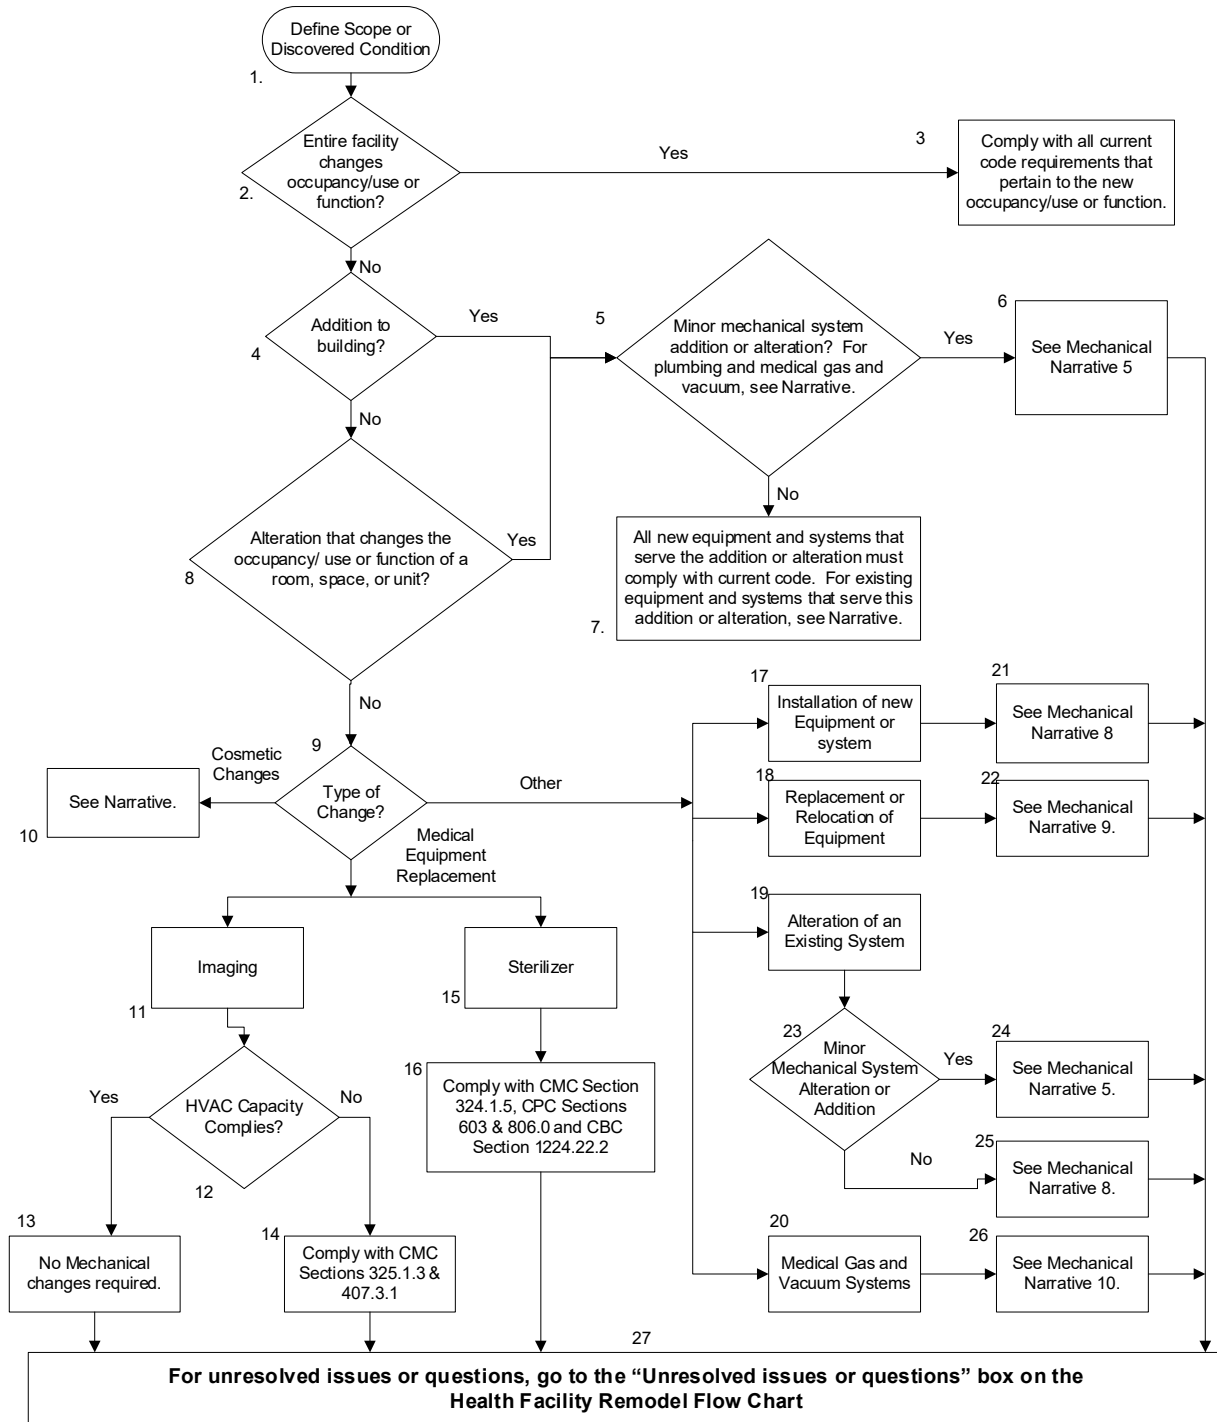 Define Scope or
Discovered Condition
1.
Entire facility
changes
occupancy/use or
function?
2.
Yes
3
Comply with all current
code requirements that
pertain to the new
occupancy/use or function.
No
Addition to
building?
4
Yes
5
Minor mechanical system
addition or alteration?  For
plumbing and medical gas and
vacuum, see Narrative.
Yes
6
See Mechanical
Narrative 5
No
No
Alteration that changes the
occupancy/ use or function of a
room, space, or unit?
8
Yes
All new equipment and systems that
serve the addition or alteration must
comply with current code.  For existing
equipment and systems that serve this
addition or alteration, see Narrative.
7.
No
9
Type of
Change?
Cosmetic
Changes
See Narrative.
10
Other
Medical
Equipment
Replacement
17
Installation of new
Equipment or
system
21
See Mechanical
Narrative 8
18
Replacement or
Relocation of
Equipment
22
See Mechanical
Narrative 9.
19
Alteration of an
Existing System
Imaging
11
Sterilizer
15
23
Minor
Mechanical System
Alteration or
Addition
Yes
24
See Mechanical
Narrative 5.
No
25
See Mechanical
Narrative 8.
16
Comply with CMC Section
324.1.5, CPC Sections
603 & 806.0 and CBC
Section 1224.22.2
HVAC Capacity
Complies?
12
Yes
No
13
No Mechanical
changes required.
14
Comply with CMC
Sections 325.1.3 &
407.3.1
20
Medical Gas and
Vacuum Systems
26
See Mechanical
Narrative 10.
27
For unresolved issues or questions, go to the “Unresolved issues or questions” box on the
Health Facility Remodel Flow Chart